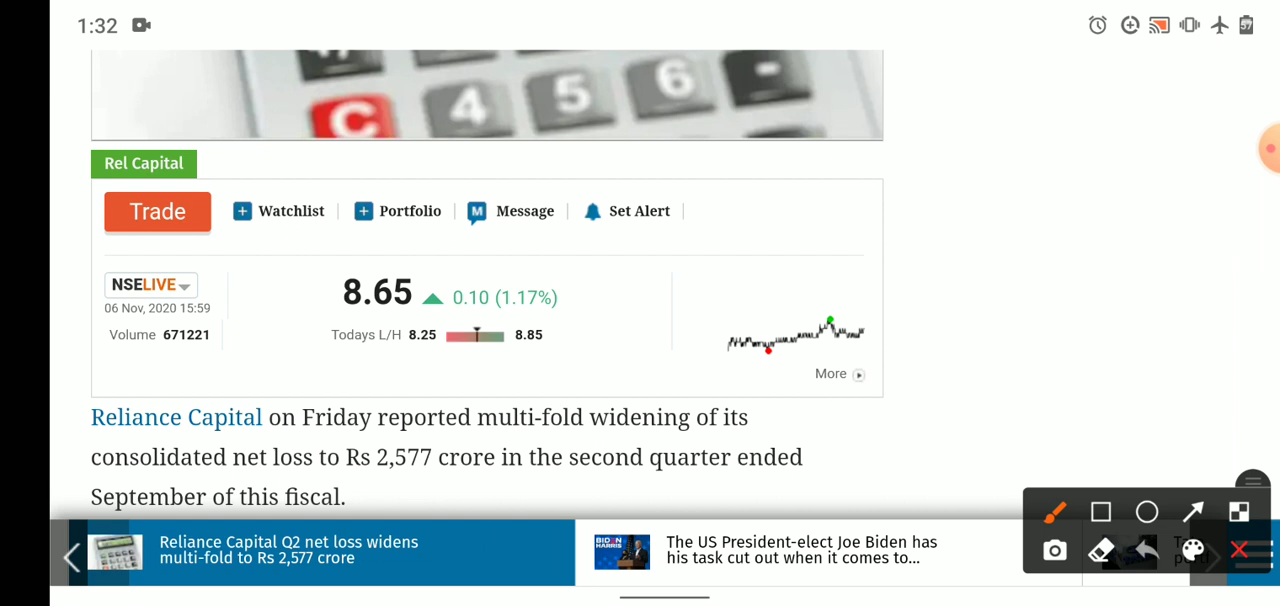 1:32
57
C 4 5 6 -
Rel Capital
Trade
Watchlist
Portfolio
M Message
Set Alert
NSELIVE
06 Nov, 2020 15:59
Volume 671221
8.65 0.10 (1.17%)
Todays L/H 8.25 8.85
More
Reliance Capital on Friday reported multi-fold widening of its
consolidated net loss to Rs 2,577 crore in the second quarter ended
September of this fiscal.
Reliance Capital Q2 net loss widens
multi-fold to Rs 2,577 crore
BIDEN
HARRIS
The US President-elect Joe Biden has
his task cut out when it comes to...